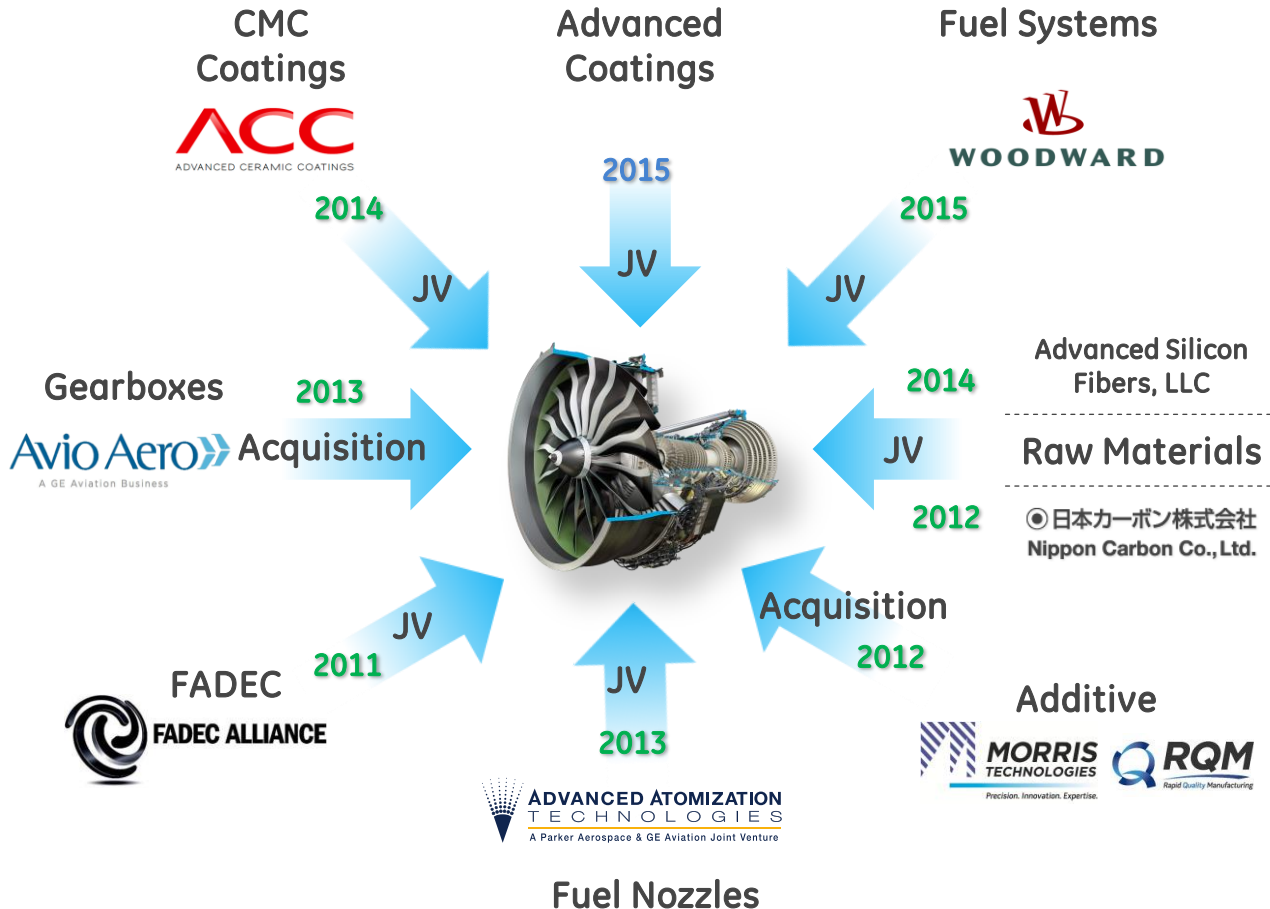 CMC
Coatings
ACC
ADVANCED CERAMIC COATINGS
2014
JV
Advanced
Coatings
2015
JV
Fuel Systems
W
WOODWARD
2015
JV
Gearboxes
2013
Avio Aero
A GE Aviation Business
Acquisition
2014
Advanced Silicon
Fibers, LLC
JV
Raw Materials
2012
日本カーボン株式会社
Nippon Carbon Co., Ltd.
JV
2011
FADEC
FADEC ALLIANCE
JV
2013
ADVANCED ATOMIZATION
TECHNOLOGIES
A Parker Aerospace & GE Aviation Joint Venture
Fuel Nozzles
Acquisition
2012
Additive
MORRIS
TECHNOLOGIES
Precision. Innovation. Expertise.
RQM
Rapid Quality Manufacturing